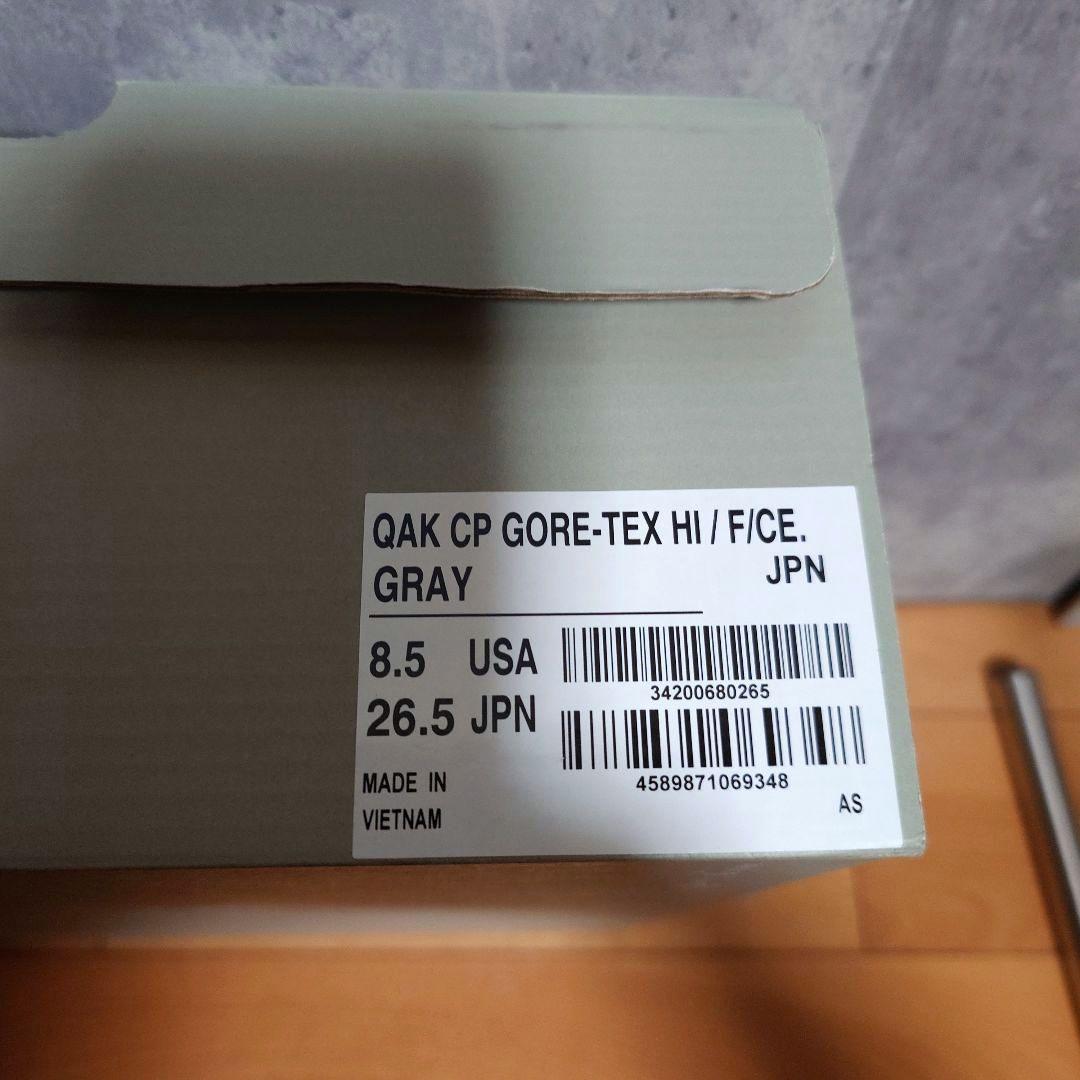 QAK CP GORE-TEX HI / F/CE.
GRAY JPN
8.5 USA
34200680265
26.5 JPN
4589871069348
MADE IN
VIETNAM
AS